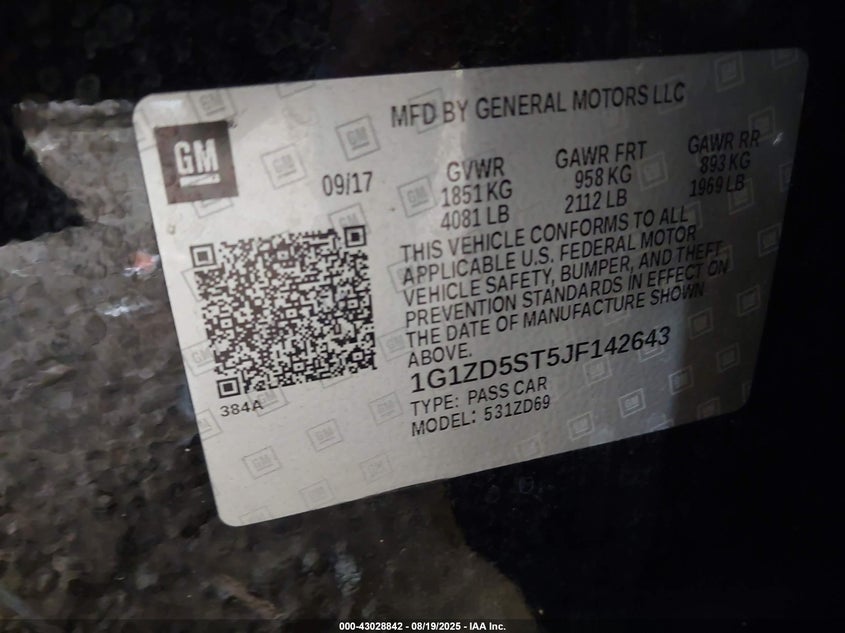 MFD BY GENERAL MOTORS LLC
GM
09/17
GVWR
1851 KG
4081 LB
GAWR FRT
958 KG
2112 LB
GAWR RR
893 KG
1969 LB
THIS VEHICLE CONFORMS TO ALL
APPLICABLE U.S. FEDERAL MOTOR
VEHICLE SAFETY, BUMPER, AND THEFT
PREVENTION STANDARDS IN EFFECT ON
THE DATE OF MANUFACTURE SHOWN
ABOVE.
1G1ZD5ST5JF142643
TYPE: PASS CAR
MODEL: 531ZD69
384A
000-43028842 - 08/19/2025 - IAA Inc.